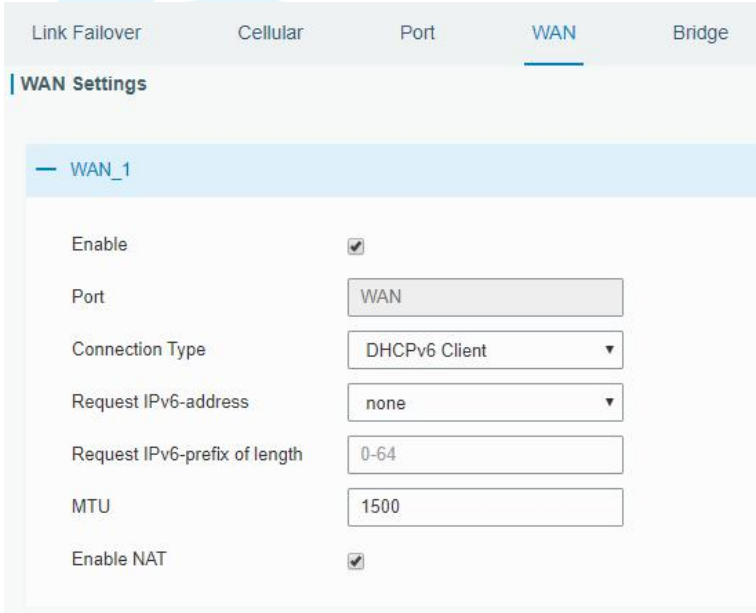 Link Failover Cellular Port WAN Bridge
WAN Settings
WAN_1
Enable
Port WAN
Connection Type DHCPv6 Client
Request IPv6-address none
Request IPv6-prefix of length 0-64
MTU 1500
Enable NAT